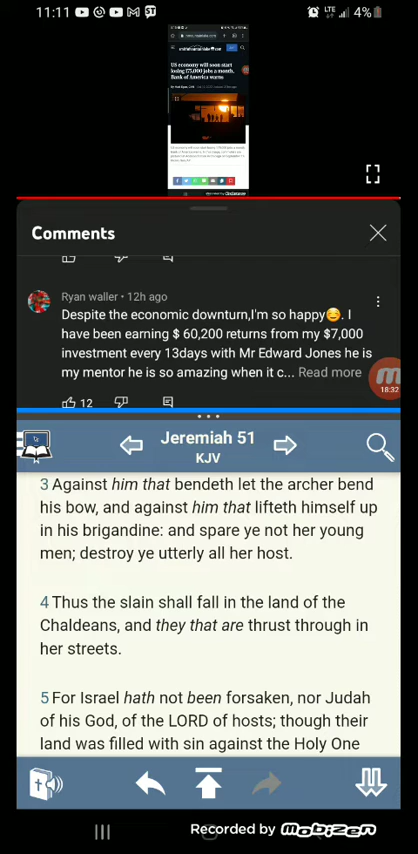 11:11
LTE
4%
US economy will soon start
losing 175,000 jobs a month,
Bank of America warns
Comments
Ryan waller • 12h ago
Despite the economic downturn,I'm so happy😊. I
have been earning $ 60,200 returns from my $7,000
investment every 13days with Mr Edward Jones he is
my mentor he is so amazing when it c... Read more
18:32
12
Jeremiah 51
KJV
3 Against him that bendeth let the archer bend
his bow, and against him that lifteth himself up
in his brigandine: and spare ye not her young
men; destroy ye utterly all her host.
4 Thus the slain shall fall in the land of the
Chaldeans, and they that are thrust through in
her streets.
5 For Israel hath not been forsaken, nor Judah
of his God, of the LORD of hosts; though their
land was filled with sin against the Holy One
Recorded by mobizen